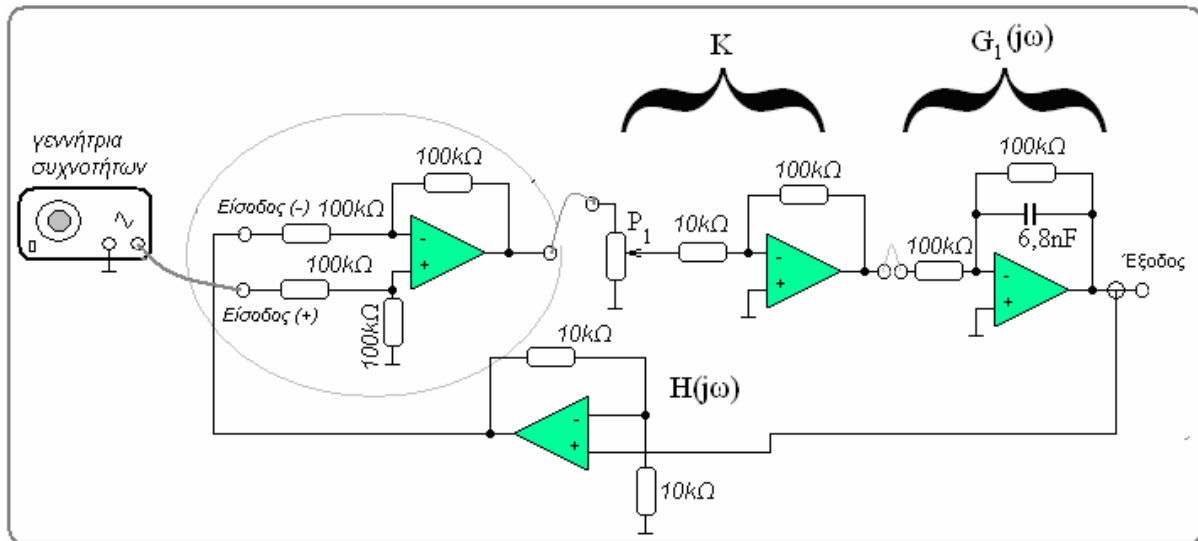 K
G₁(jω)
γεννήτρια
συχνοτήτων
100kΩ
100kΩ
100kΩ
Είσοδος (–)
100kΩ
P₁
10kΩ
-
+
-
+
100kΩ
6,8nF
-
+
Έξοδος
100kΩ
Είσοδος (+)
100kΩ
10kΩ
H(jω)
-
+
10kΩ